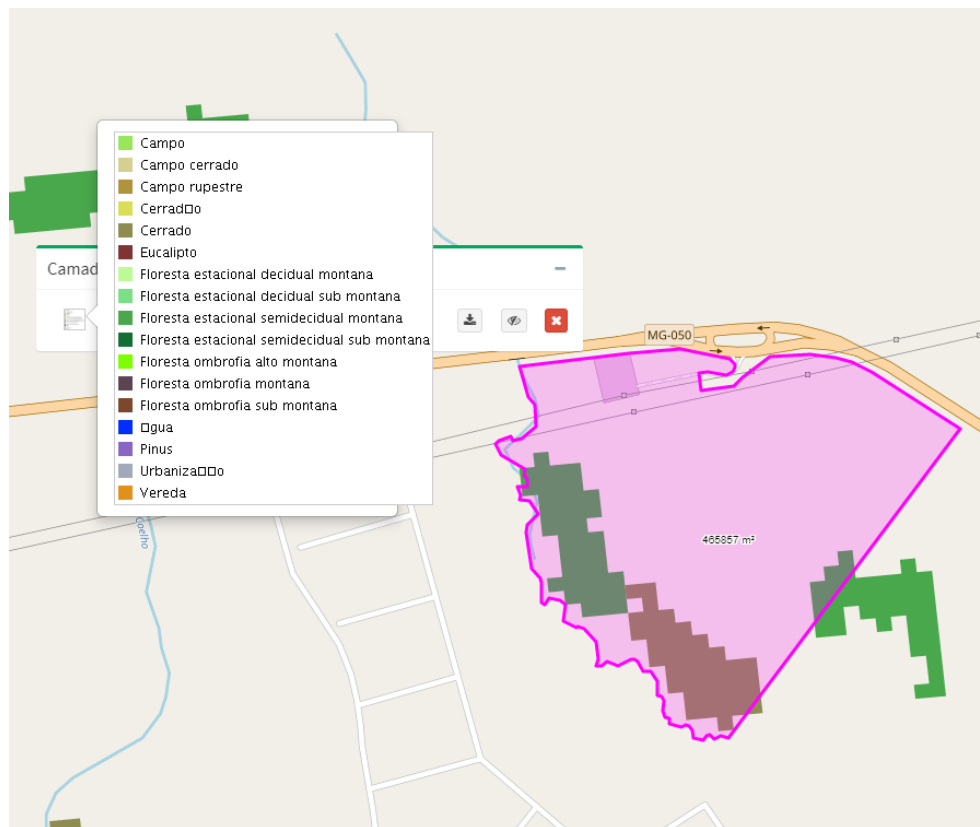 Campo
Campo cerrado
Campo rupestre
Cerrad□o
Cerrado
Eucalipto
Floresta estacional decidual montana
Floresta estacional decidual sub montana
Floresta estacional semidecidual montana
Floresta estacional semidecidual sub montana
Floresta ombrofia alto montana
Floresta ombrofia montana
Floresta ombrofia sub montana
□gua
Pinus
Urbaniza□□o
Vereda
Camad
MG-050
Coelho
465857 m²